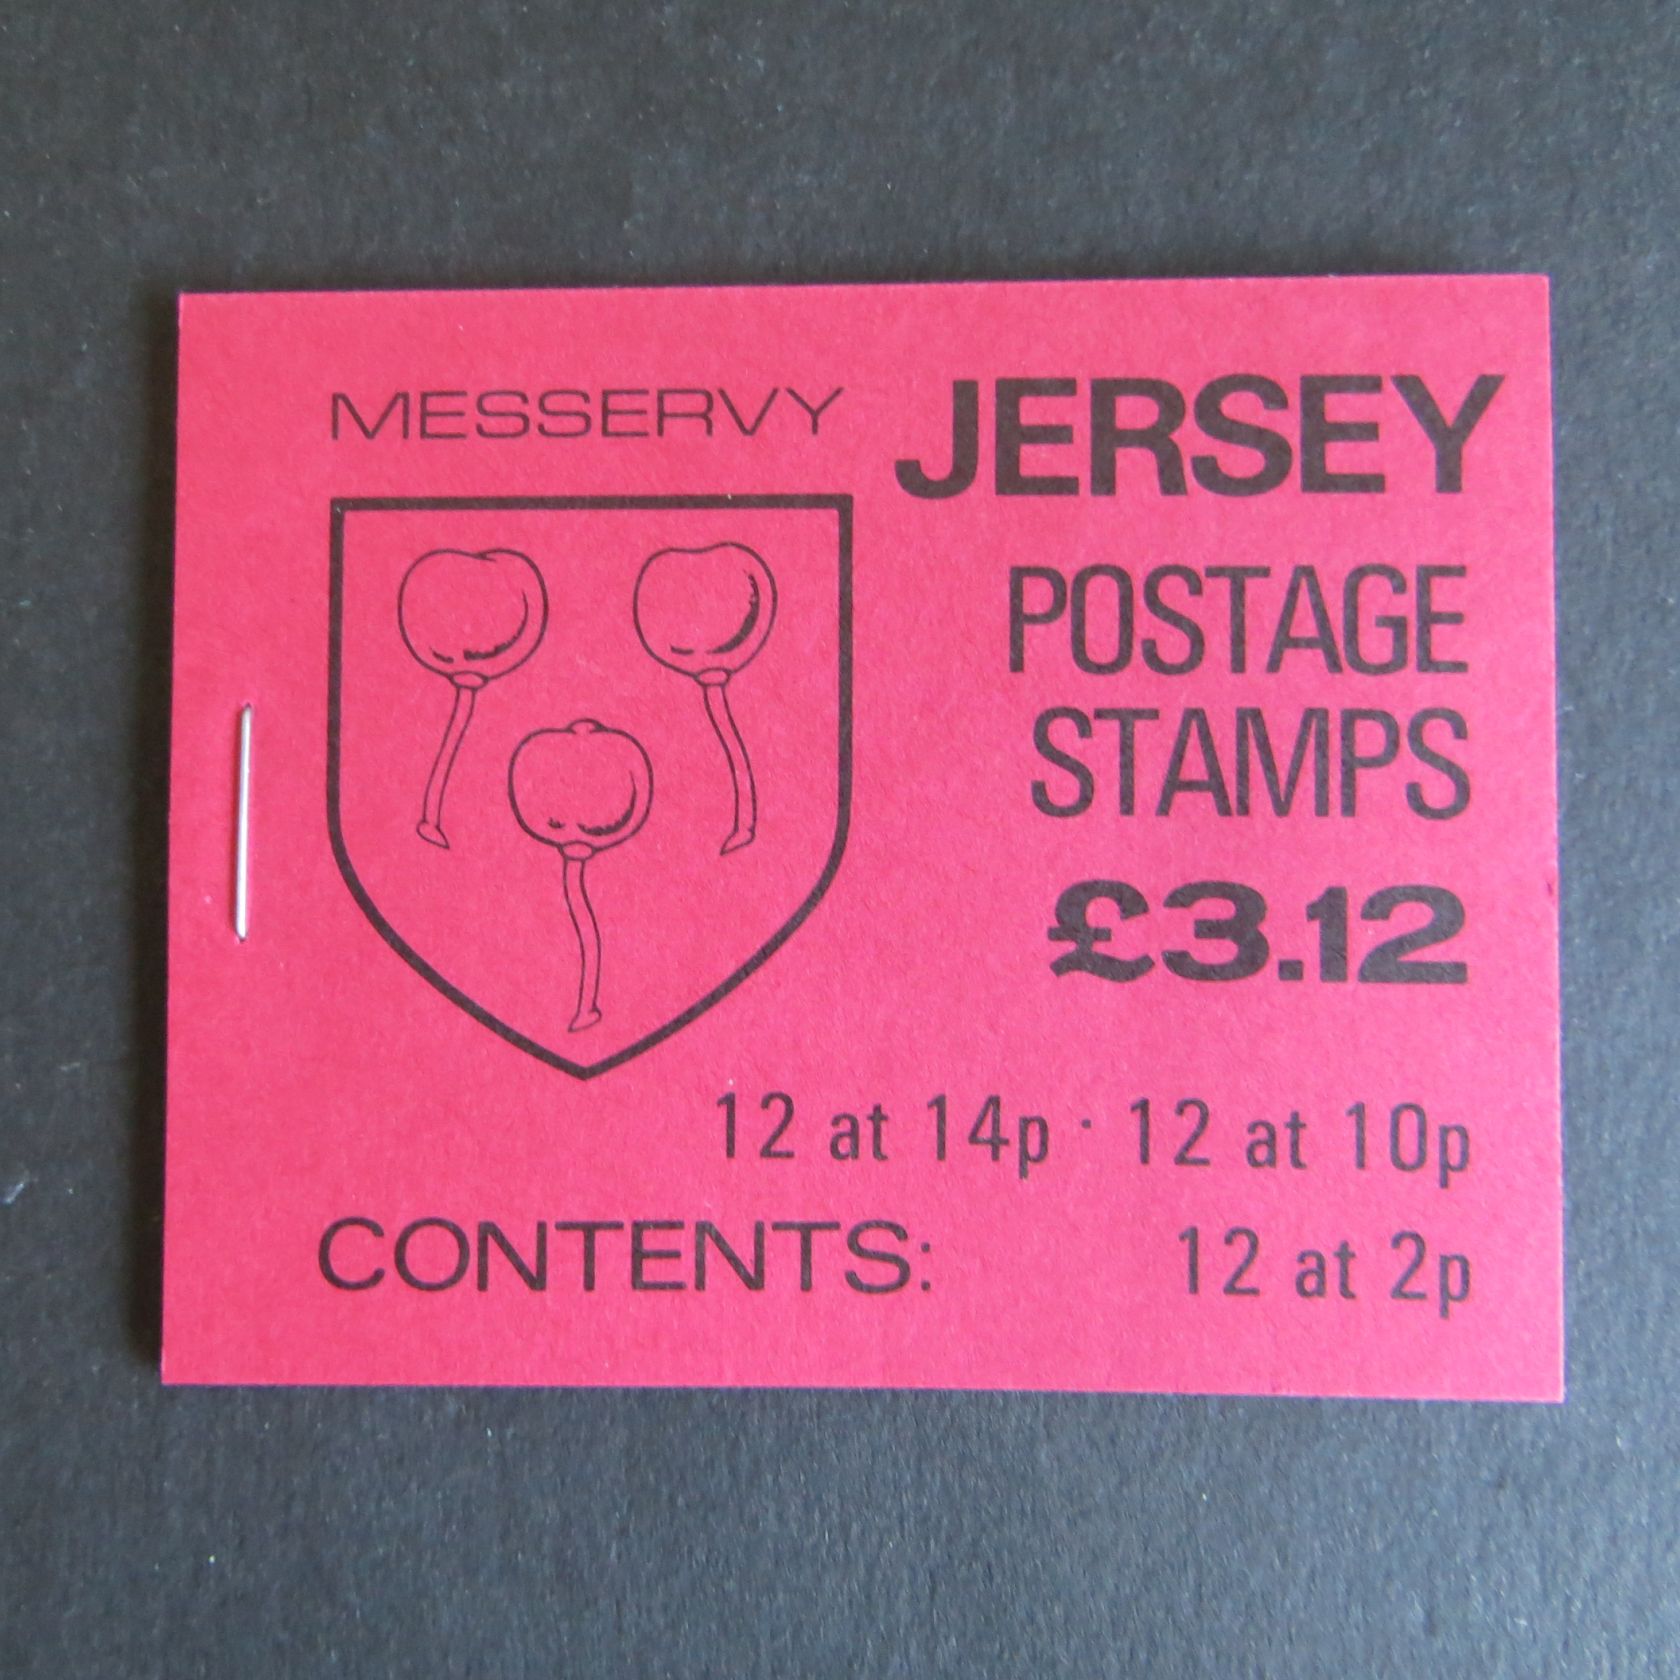 MESSERVY
JERSEY
POSTAGE
STAMPS
£3.12
12 at 14p · 12 at 10p
CONTENTS: 12 at 2p